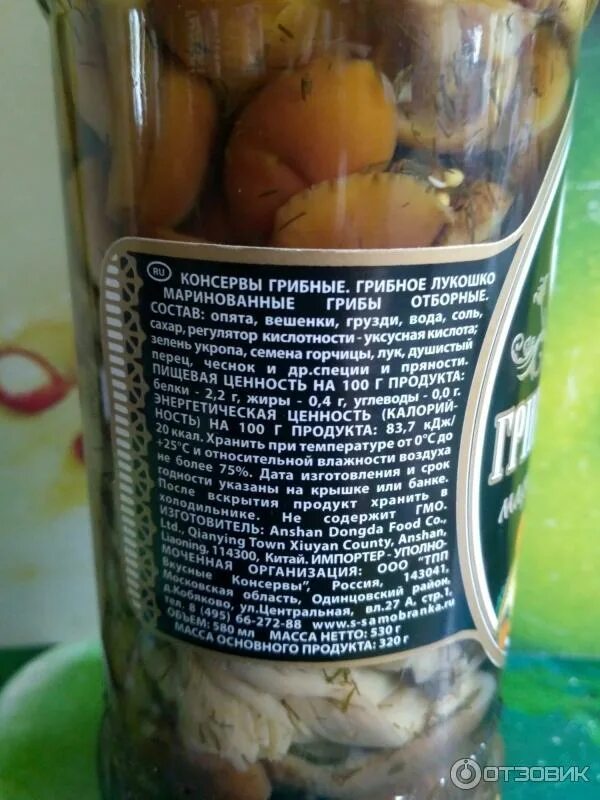 RU
КОНСЕРВЫ ГРИБНЫЕ. ГРИБНОЕ ЛУКОШКО
МАРИНОВАННЫЕ ГРИБЫ ОТБОРНЫЕ.
СОСТАВ: опята, вешенки, грузди, вода, соль,
сахар, регулятор кислотности - уксусная кислота;
зелень укропа, семена горчицы, лук, душистый
перец, чеснок и др.специи и пряности.
ПИЩЕВАЯ ЦЕННОСТЬ НА 100 Г ПРОДУКТА:
белки - 2,2 г, жиры - 0,4 г, углеводы - 0,0 г.
ЭНЕРГЕТИЧЕСКАЯ ЦЕННОСТЬ (КАЛОРИЙ-
НОСТЬ) НА 100 Г ПРОДУКТА: 83,7 кДж/
20 ккал. Хранить при температуре от 0°С до
+25°С и относительной влажности воздуха
не более 75%. Дата изготовления и срок
годности указаны на крышке или банке.
После вскрытия продукт хранить в
холодильнике. Не содержит ГМО.
ИЗГОТОВИТЕЛЬ: Anshan Dongda Food Co.,
Ltd., Qianying Town Xiuyan County, Anshan,
Liaoning, 114300, Китай. ИМПОРТЕР - УПОЛНО-
МОЧЕННАЯ ОРГАНИЗАЦИЯ: ООО "ТПП
Вкусные Консервы", Россия, 143041,
Московская область, Одинцовский район,
д.Кобяково, ул.Центральная, вл.27 А, стр.1,
тел. 8 (495) 66-272-88 www.s-samobranka.ru
ОБЪЕМ: 580 мл МАССА НЕТТО: 530 г
МАССА ОСНОВНОГО ПРОДУКТА: 320 г
ГРИ
ОТЗОВИК